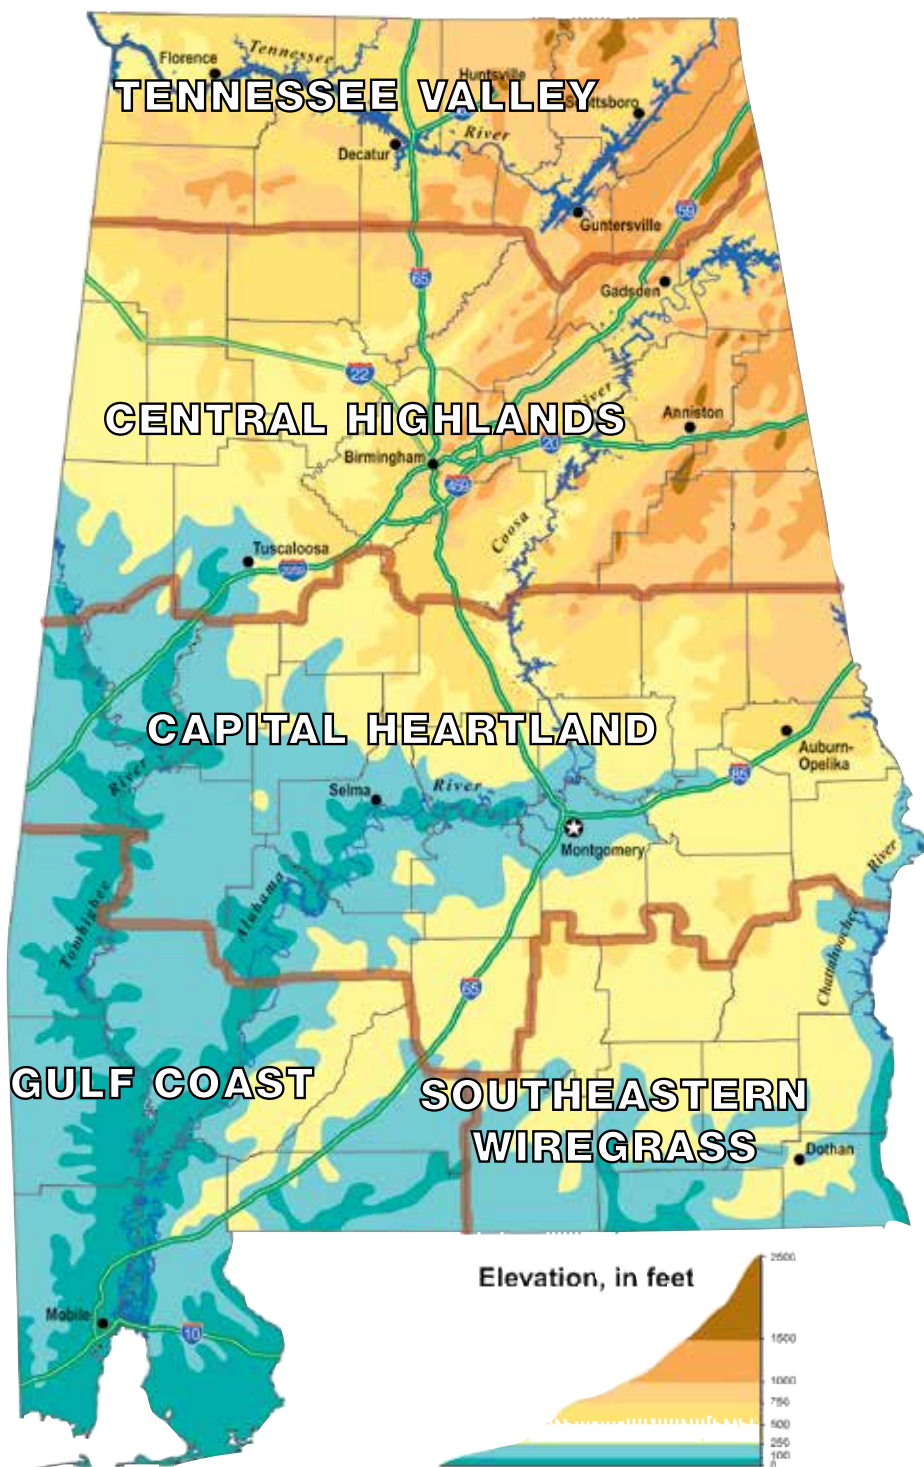 Florence
Tennessee
Huntsville
TENNESSEE VALLEY
Scottsboro
River
Decatur
59
Guntersville
65
Gadsden
22
River
Anniston
CENTRAL HIGHLANDS
20
Birmingham
459
Coosa
Tuscaloosa
20/59
CAPITAL HEARTLAND
Auburn-
Opelika
85
River
River
Selma
Montgomery
River
Alabama
Tombigbee
Chattahoochee
65
GULF COAST
SOUTHEASTERN
WIREGRASS
Dothan
Elevation, in feet
2500
Mobile
10
1500
1000
750
500
250
100
0